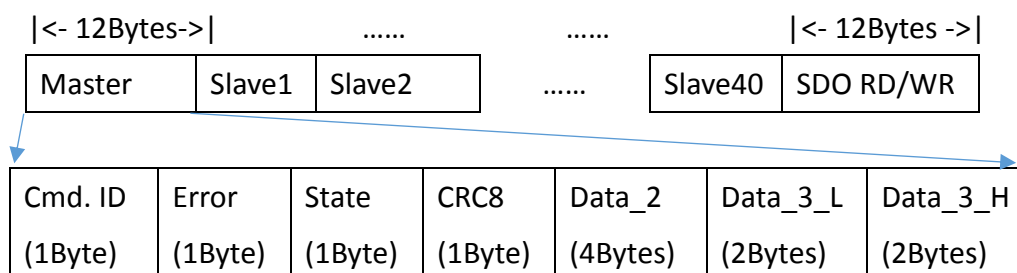 |<- 12Bytes->| ...... ...... |<- 12Bytes ->|
Master Slave1 Slave2 ...... Slave40 SDO RD/WR
Cmd. ID Error State CRC8 Data_2 Data_3_L Data_3_H
(1Byte) (1Byte) (1Byte) (1Byte) (4Bytes) (2Bytes) (2Bytes)